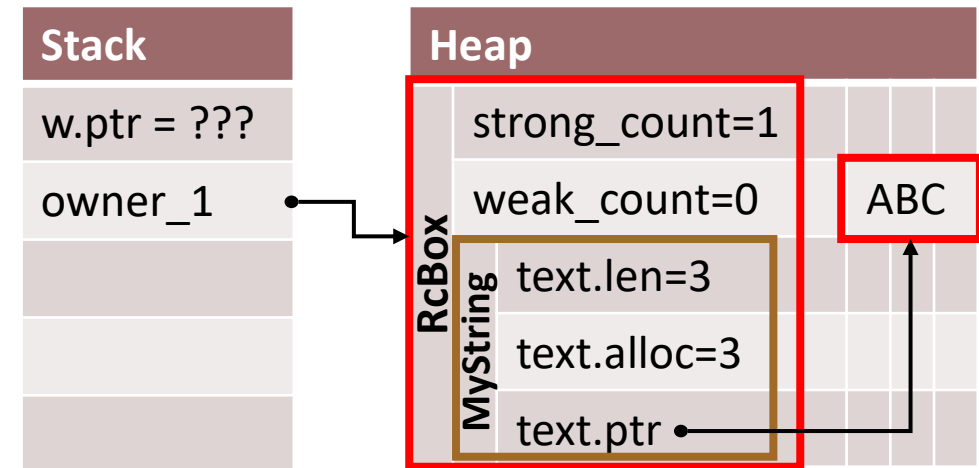 Stack
w.ptr = ???
owner_1
Heap
RcBox
strong_count=1
weak_count=0
MyString
text.len=3
text.alloc=3
text.ptr
ABC